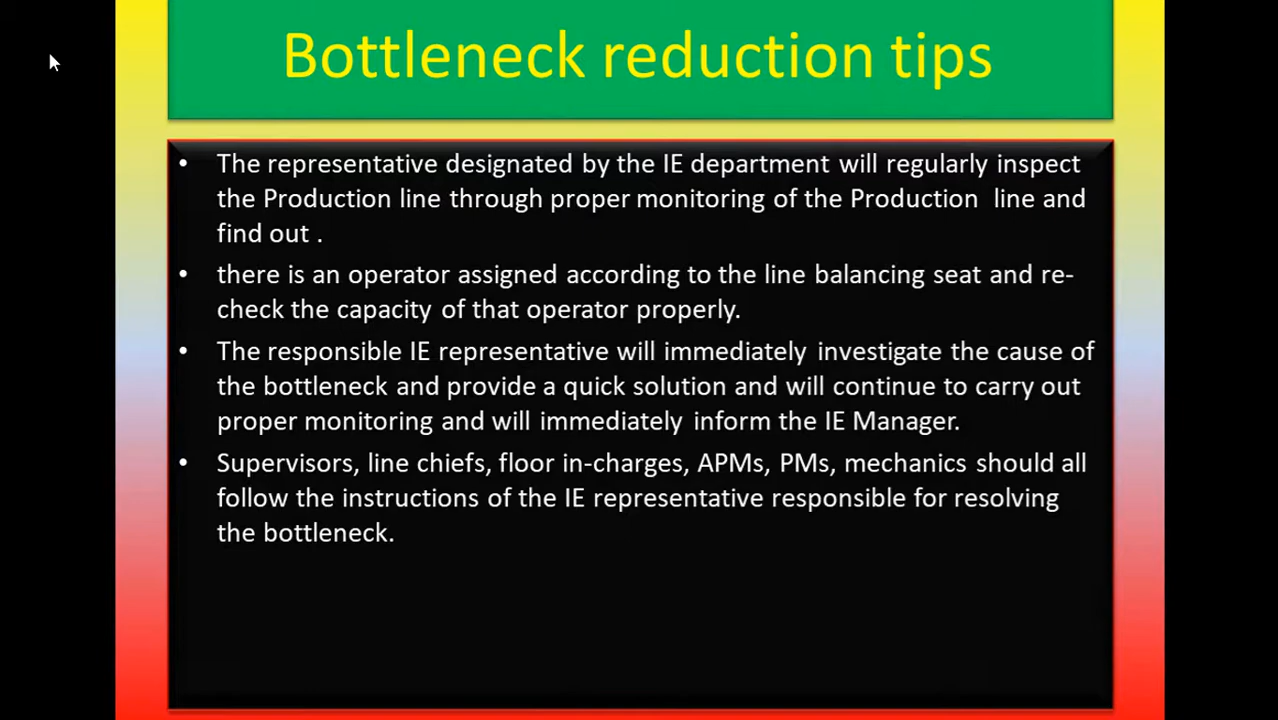 Bottleneck reduction tips
• The representative designated by the IE department will regularly inspect
the Production line through proper monitoring of the Production line and
find out .
• there is an operator assigned according to the line balancing seat and re-
check the capacity of that operator properly.
• The responsible IE representative will immediately investigate the cause of
the bottleneck and provide a quick solution and will continue to carry out
proper monitoring and will immediately inform the IE Manager.
• Supervisors, line chiefs, floor in-charges, APMs, PMs, mechanics should all
follow the instructions of the IE representative responsible for resolving
the bottleneck.